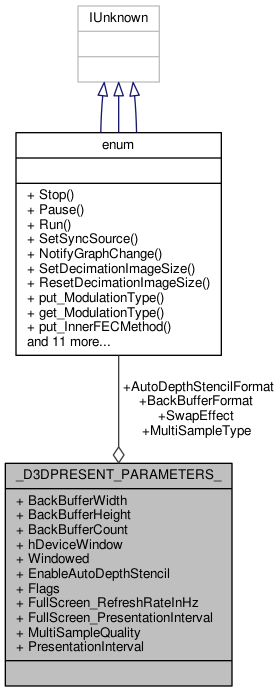 IUnknown
enum
+ Stop()
+ Pause()
+ Run()
+ SetSyncSource()
+ NotifyGraphChange()
+ SetDecimationImageSize()
+ ResetDecimationImageSize()
+ put_ModulationType()
+ get_ModulationType()
+ put_InnerFECMethod()
and 11 more...
+AutoDepthStencilFormat
+BackBufferFormat
+SwapEffect
+MultiSampleType
_D3DPRESENT_PARAMETERS_
+ BackBufferWidth
+ BackBufferHeight
+ BackBufferCount
+ hDeviceWindow
+ Windowed
+ EnableAutoDepthStencil
+ Flags
+ FullScreen_RefreshRateInHz
+ FullScreen_PresentationInterval
+ MultiSampleQuality
+ PresentationInterval